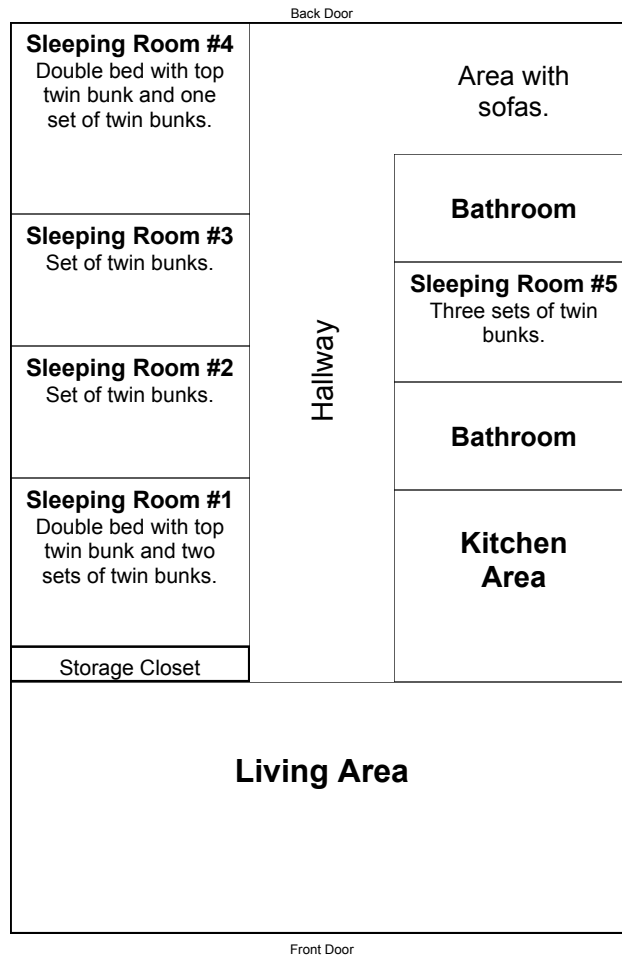 Back Door
Sleeping Room #4
Double bed with top
twin bunk and one
set of twin bunks.
Area with
sofas.
Bathroom
Sleeping Room #3
Set of twin bunks.
Sleeping Room #5
Three sets of twin
bunks.
Hallway
Sleeping Room #2
Set of twin bunks.
Bathroom
Sleeping Room #1
Double bed with top
twin bunk and two
sets of twin bunks.
Kitchen
Area
Storage Closet
Living Area
Front Door